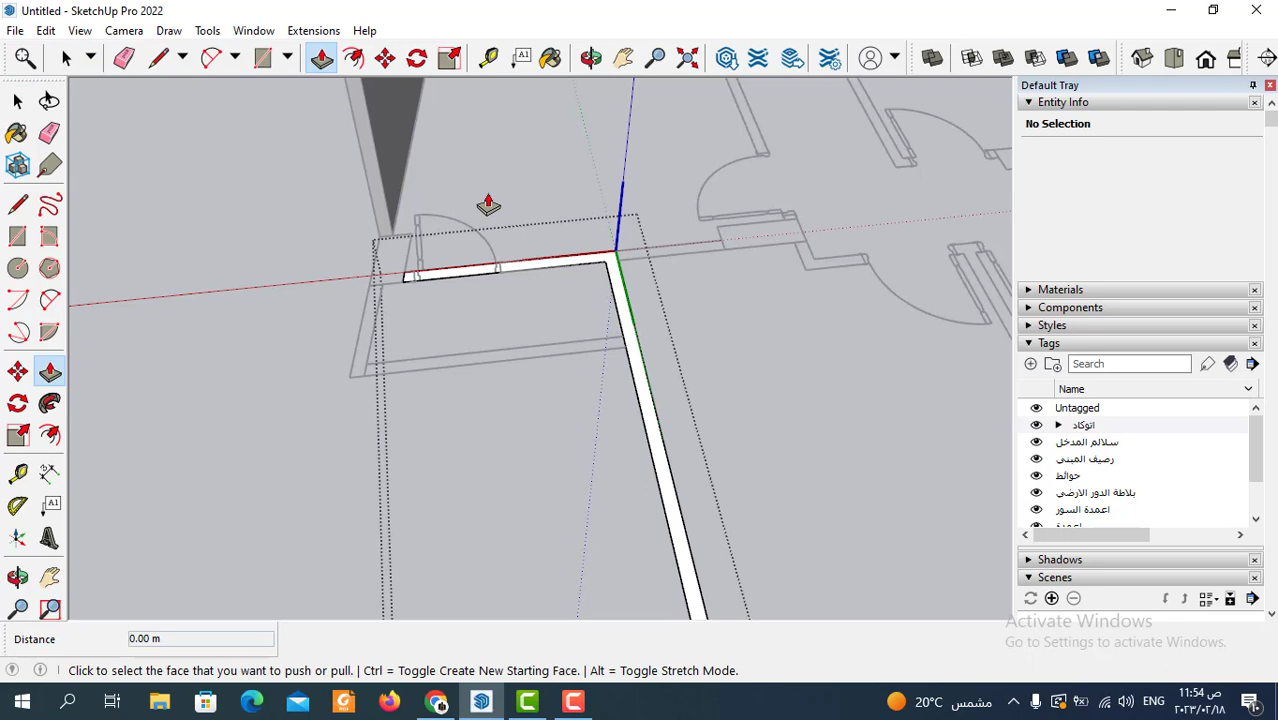 Untitled - SketchUp Pro 2022
File Edit View Camera Draw Tools Window Extensions Help
A1
Default Tray
Entity Info
No Selection
Materials
Components
Styles
Tags
Search
Name
Untagged
اتوكاد
سلالم المدخل
رصيف المبني
حوائط
بلاطة الدور الارضي
اعمدة السور
اعمدة
Shadows
Scenes
A1
Activate Windows
Go to Settings to activate Windows.
Distance 0.00 m
Click to select the face that you want to push or pull. | Ctrl = Toggle Create New Starting Face. | Alt = Toggle Stretch Mode.
20°C مشمس
ENG
11:54 ص
٢٠٢٣/٠٢/١٨